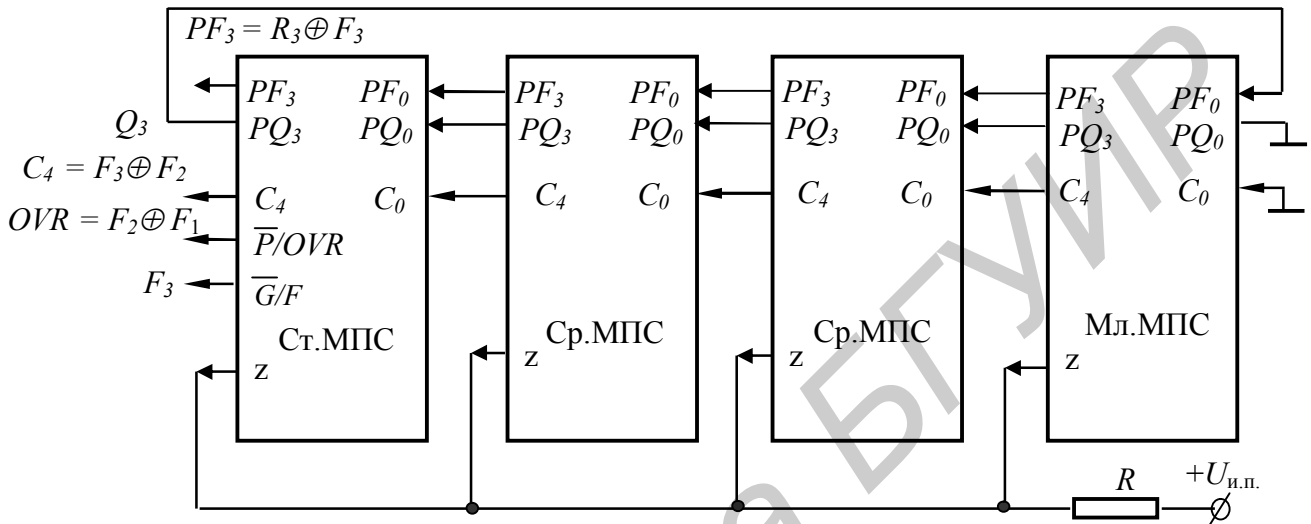 PF₃ = R₃ ⊕ F₃
PF₃ PF₀ PF₃ PF₀ PF₃ PF₀ PF₃ PF₀
Q₃ PQ₃ PQ₀ PQ₃ PQ₀ PQ₃ PQ₀ PQ₃ PQ₀
C₄ = F₃ ⊕ F₂
C₄ C₀ C₄ C₀ C₄ C₀ C₄ C₀
OVR = F₂ ⊕ F₁
P̅/OVR
F₃ G̅/F
Ст.МПС Ср.МПС Ср.МПС Мл.МПС
z z z z
R +Uи.п.
а БГУИР